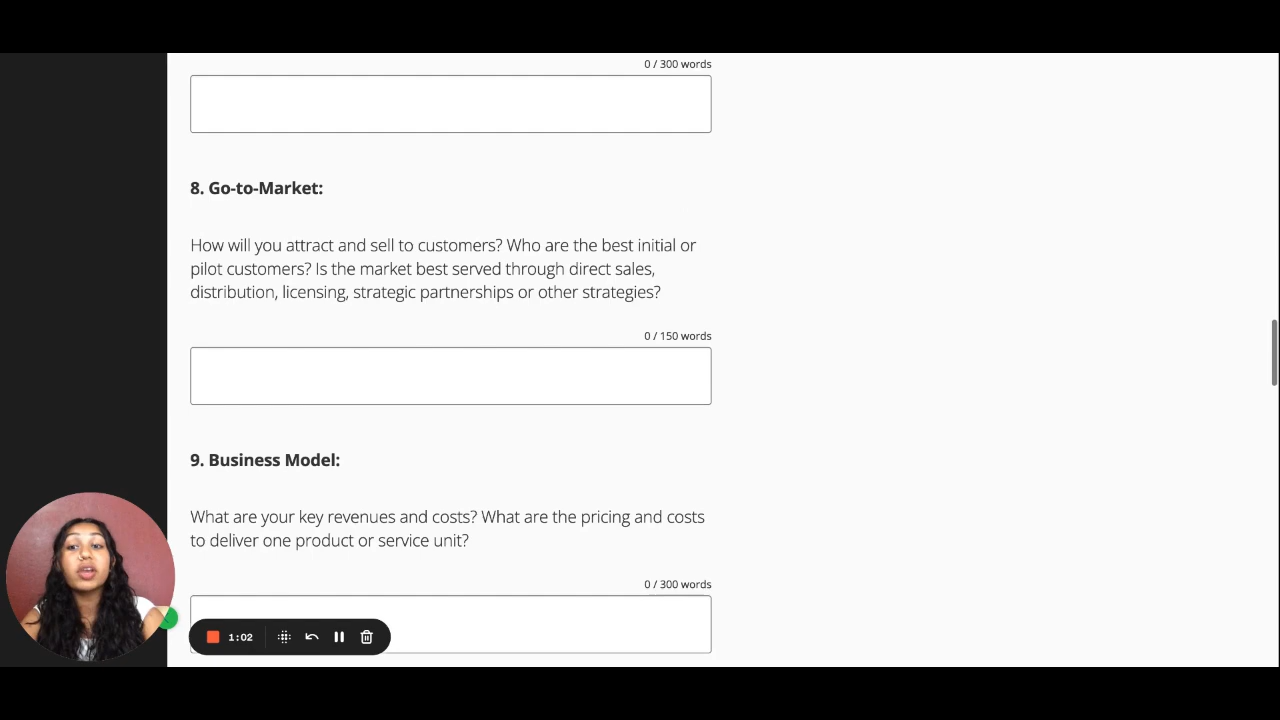 0 / 300 words
8. Go-to-Market:
How will you attract and sell to customers? Who are the best initial or
pilot customers? Is the market best served through direct sales,
distribution, licensing, strategic partnerships or other strategies?
0 / 150 words
9. Business Model:
What are your key revenues and costs? What are the pricing and costs
to deliver one product or service unit?
0 / 300 words
1:02